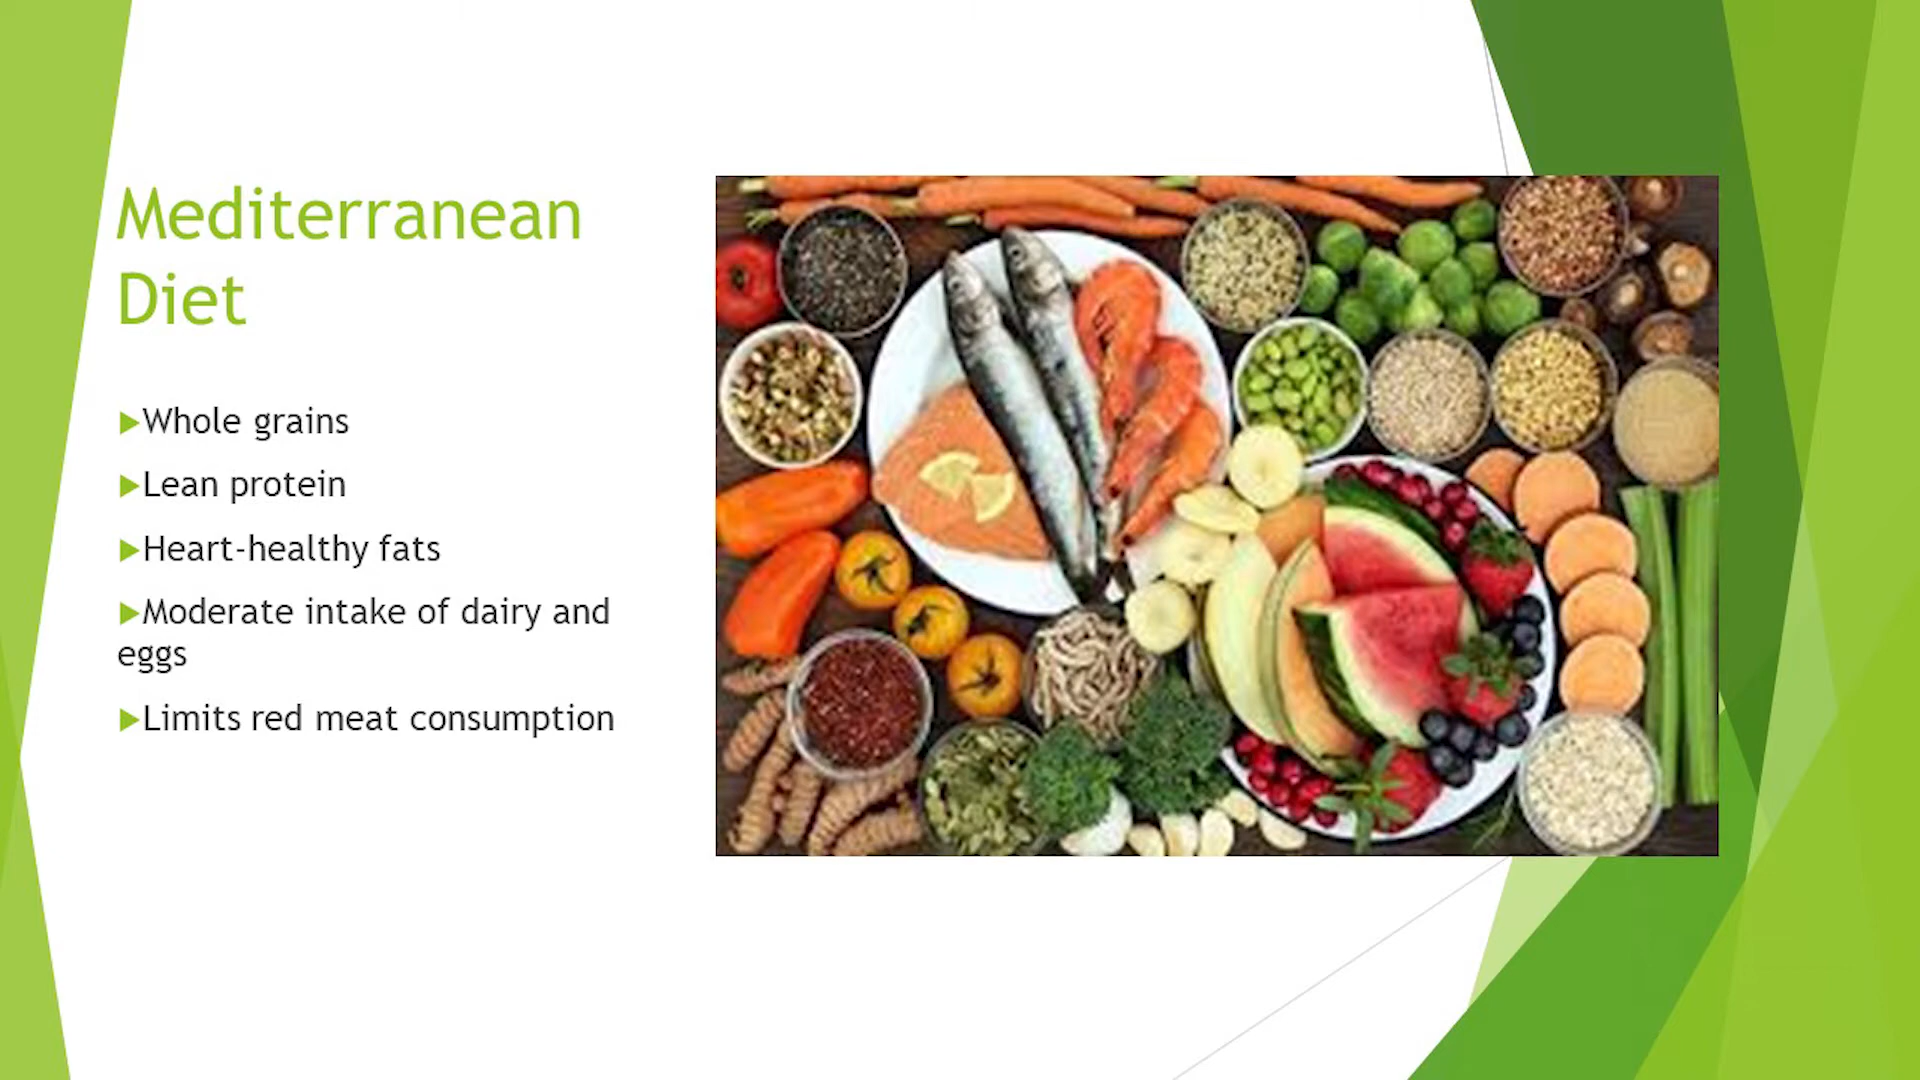 Mediterranean
Diet
▶Whole grains
▶Lean protein
▶Heart-healthy fats
▶Moderate intake of dairy and
eggs
▶Limits red meat consumption